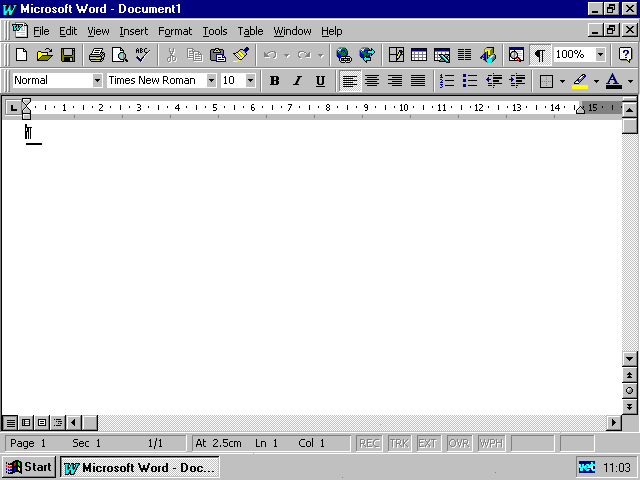 Microsoft Word - Document1
File Edit View Insert Format Tools Table Window Help
ABC ¶ 100% ?
Normal Times New Roman 10 B I U A
L 1 2 3 4 5 6 7 8 9 10 11 12 13 14 15
¶
Page 1 Sec 1 1/1 At 2.5cm Ln 1 Col 1 REC TRK EXT OVR WPH
Start Microsoft Word - Doc... vet 11:03